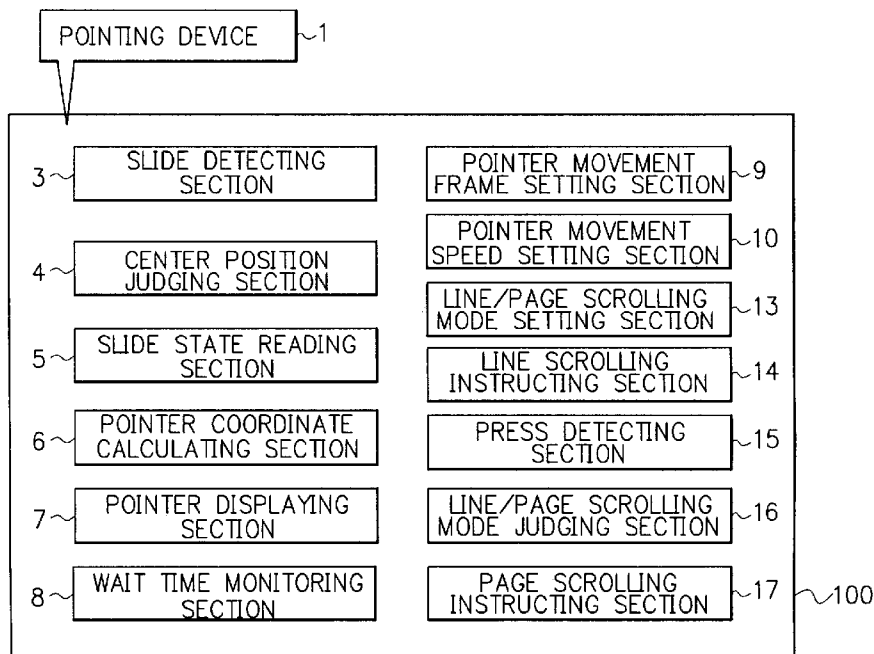 POINTING DEVICE
1
3
SLIDE DETECTING
SECTION
4
CENTER POSITION
JUDGING SECTION
5
SLIDE STATE READING
SECTION
6
POINTER COORDINATE
CALCULATING SECTION
7
POINTER DISPLAYING
SECTION
8
WAIT TIME MONITORING
SECTION
POINTER MOVEMENT
FRAME SETTING SECTION
9
POINTER MOVEMENT
SPEED SETTING SECTION
10
LINE/PAGE SCROLLING
MODE SETTING SECTION
13
LINE SCROLLING
INSTRUCTING SECTION
14
PRESS DETECTING
SECTION
15
LINE/PAGE SCROLLING
MODE JUDGING SECTION
16
PAGE SCROLLING
INSTRUCTING SECTION
17
100